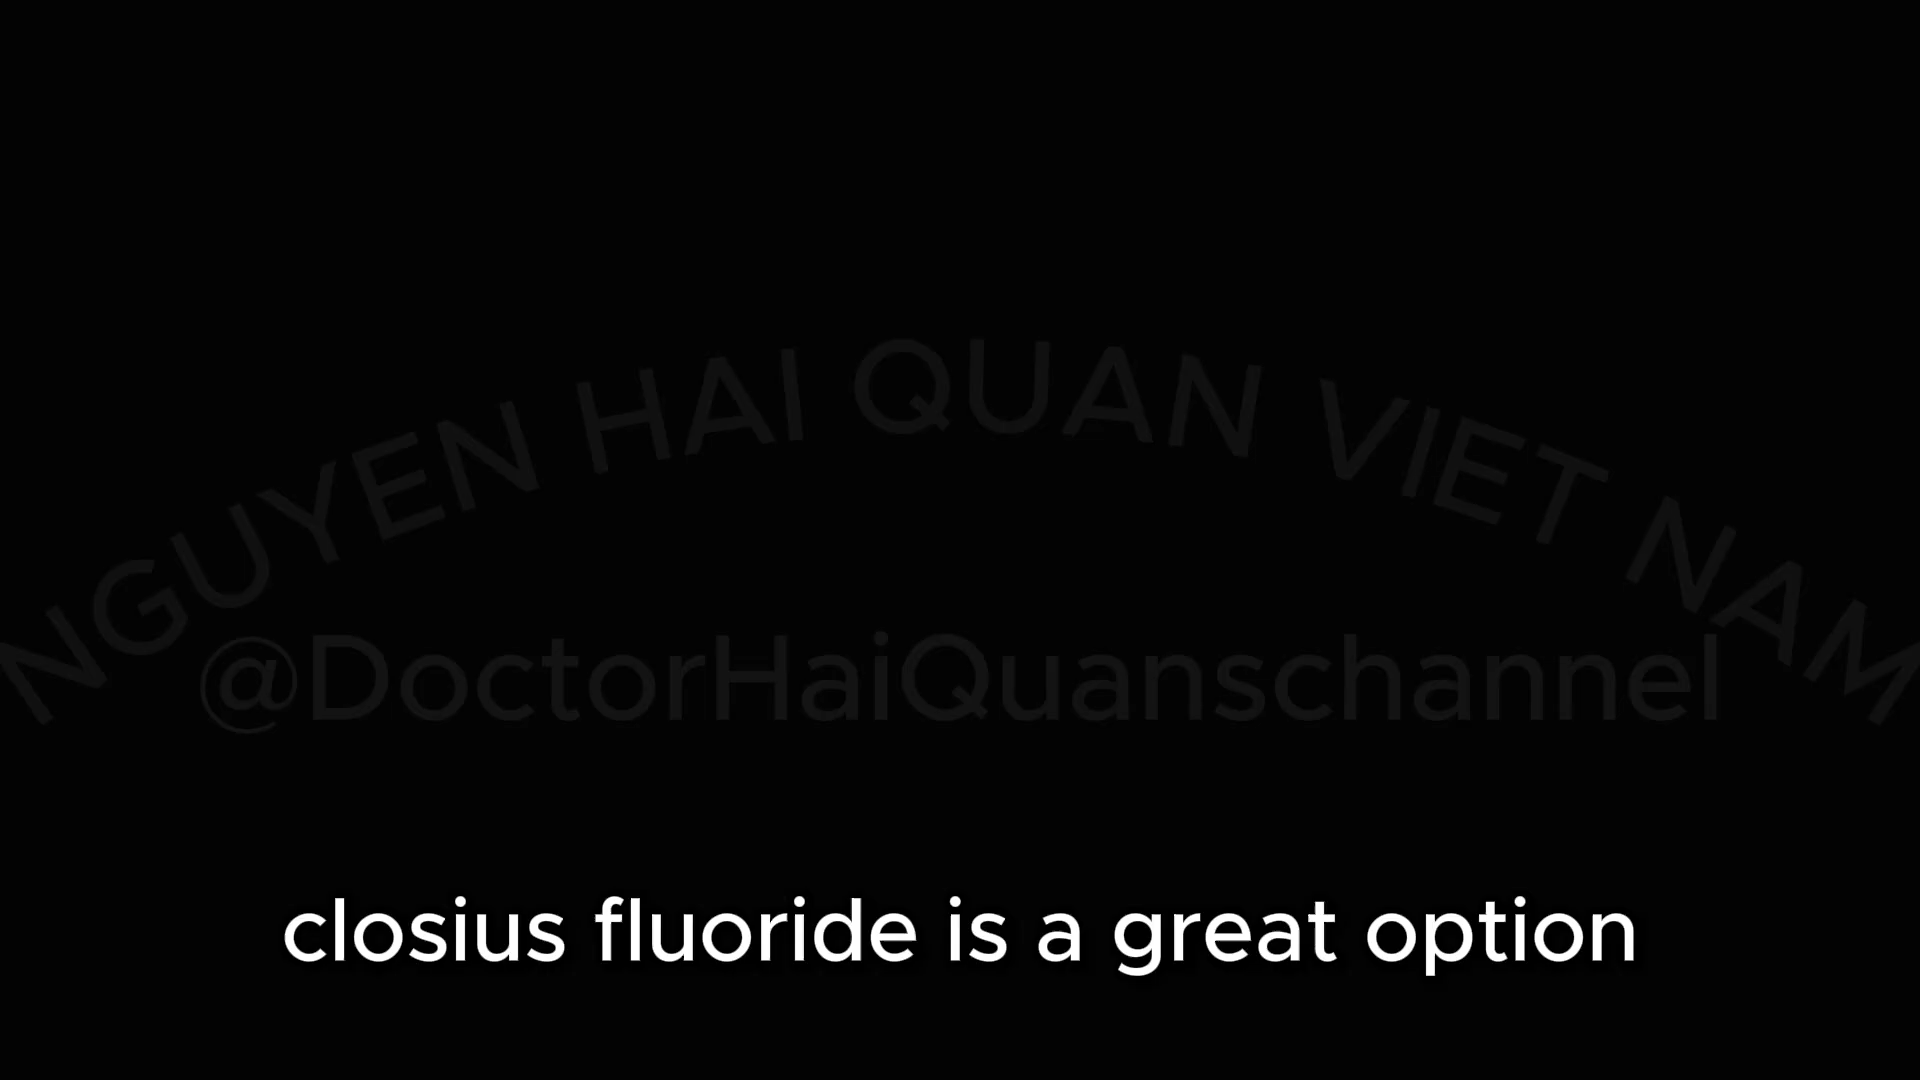 NGUYEN HAI QUAN VIET NAM
@DoctorHaiQuanschannel
closius fluoride is a great option